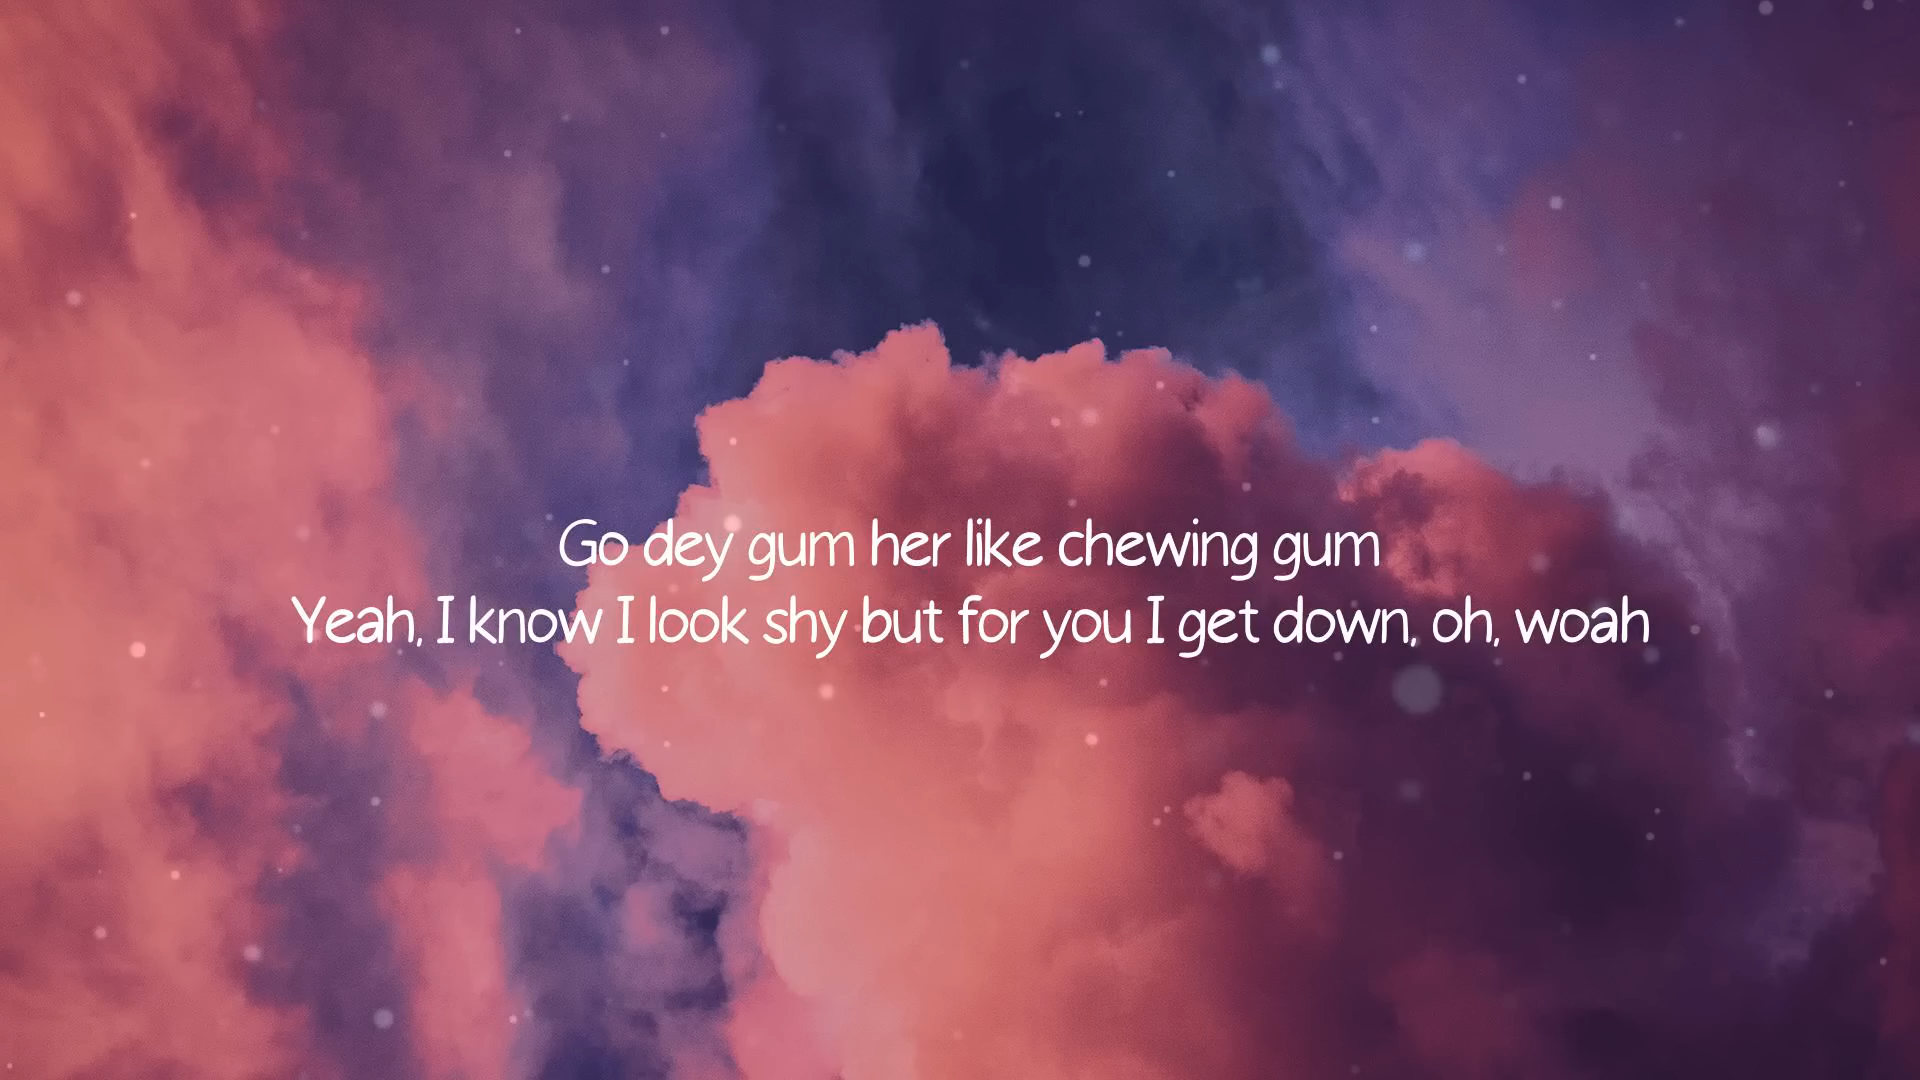 Go dey gum her like chewing gum
Yeah, I know I look shy but for you I get down, oh, woah